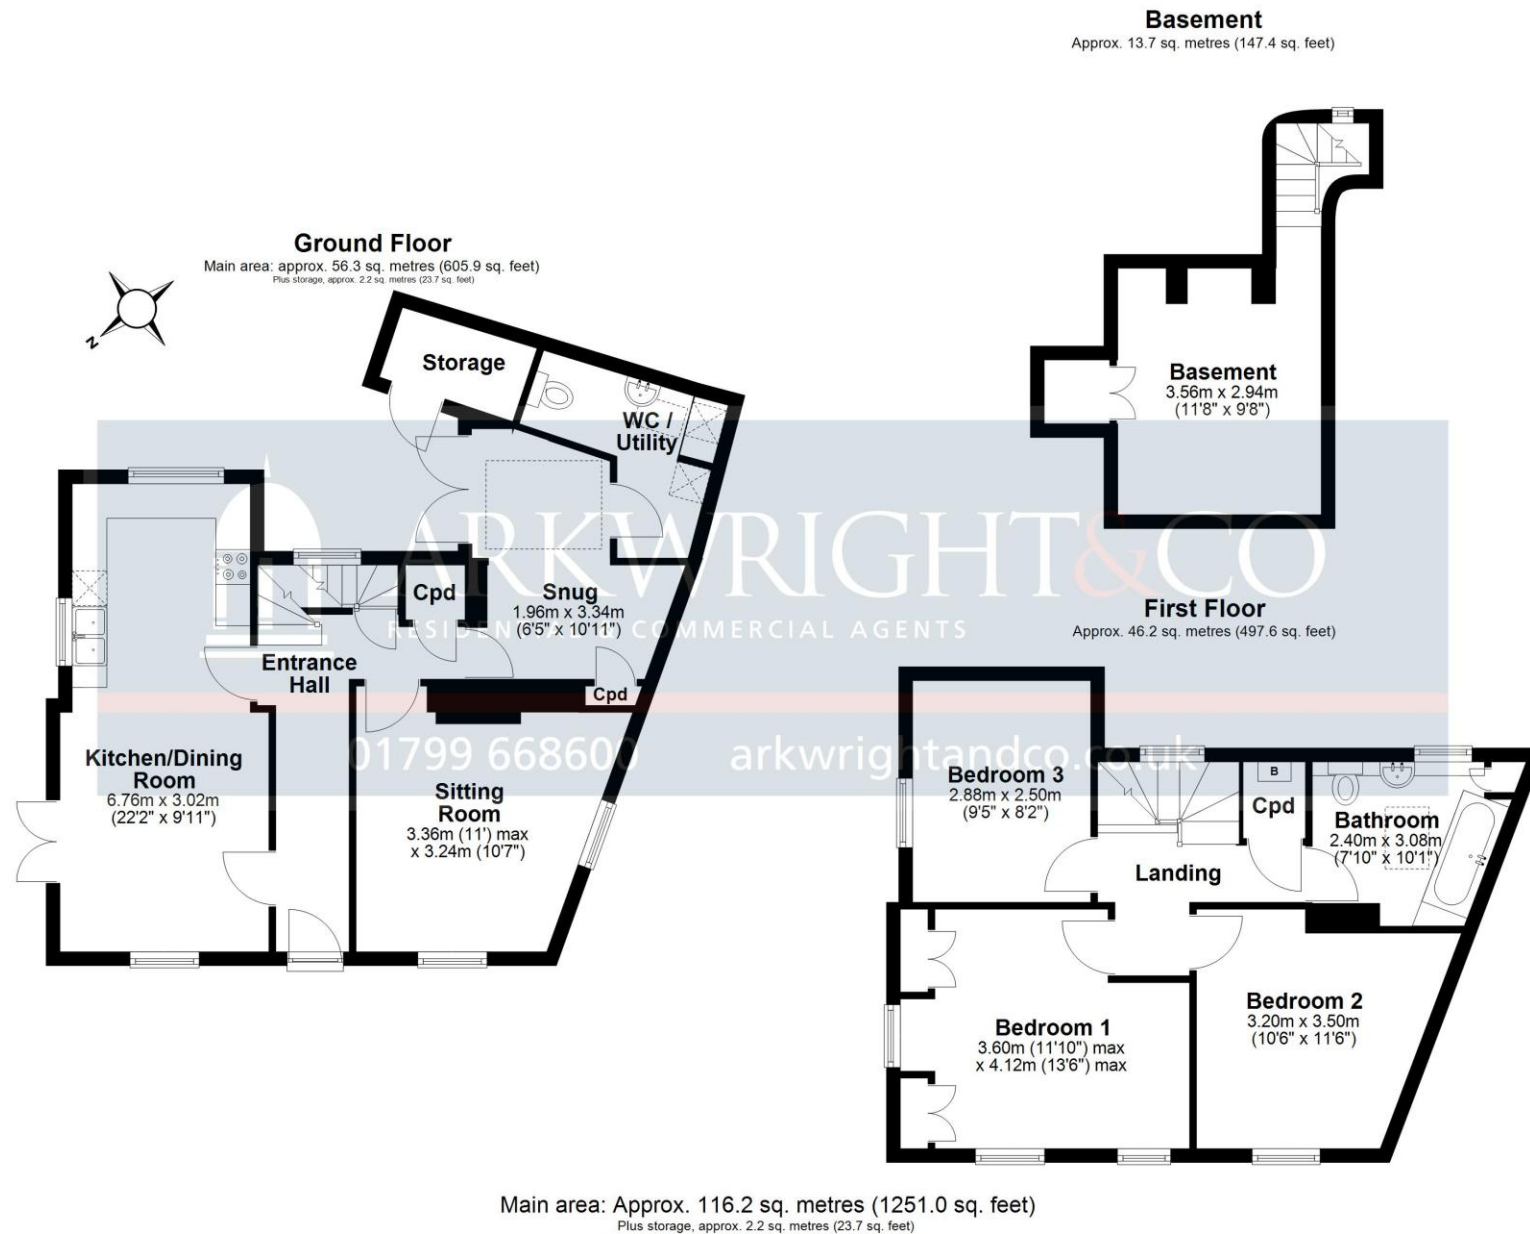 Basement
Approx. 13.7 sq. metres (147.4 sq. feet)
Ground Floor
Main area: approx. 56.3 sq. metres (605.9 sq. feet)
Plus storage, approx. 2.2 sq. metres (23.7 sq. feet)
N
Storage
WC /
Utility
Cpd
Snug
1.96m x 3.34m
(6'5" x 10'11")
Entrance
Hall
Cpd
Kitchen/Dining
Room
6.76m x 3.02m
(22'2" x 9'11")
Sitting
Room
3.36m (11') max
x 3.24m (10'7")
Basement
3.56m x 2.94m
(11'8" x 9'8")
ARKWRIGHT&CO
RESIDENTIAL & COMMERCIAL AGENTS
01799 668600
arkwrightandco.co.uk
First Floor
Approx. 46.2 sq. metres (497.6 sq. feet)
Bedroom 3
2.88m x 2.50m
(9'5" x 8'2")
B
Cpd
Bathroom
2.40m x 3.08m
(7'10" x 10'1")
Landing
Bedroom 1
3.60m (11'10") max
x 4.12m (13'6") max
Bedroom 2
3.20m x 3.50m
(10'6" x 11'6")
Main area: Approx. 116.2 sq. metres (1251.0 sq. feet)
Plus storage, approx. 2.2 sq. metres (23.7 sq. feet)